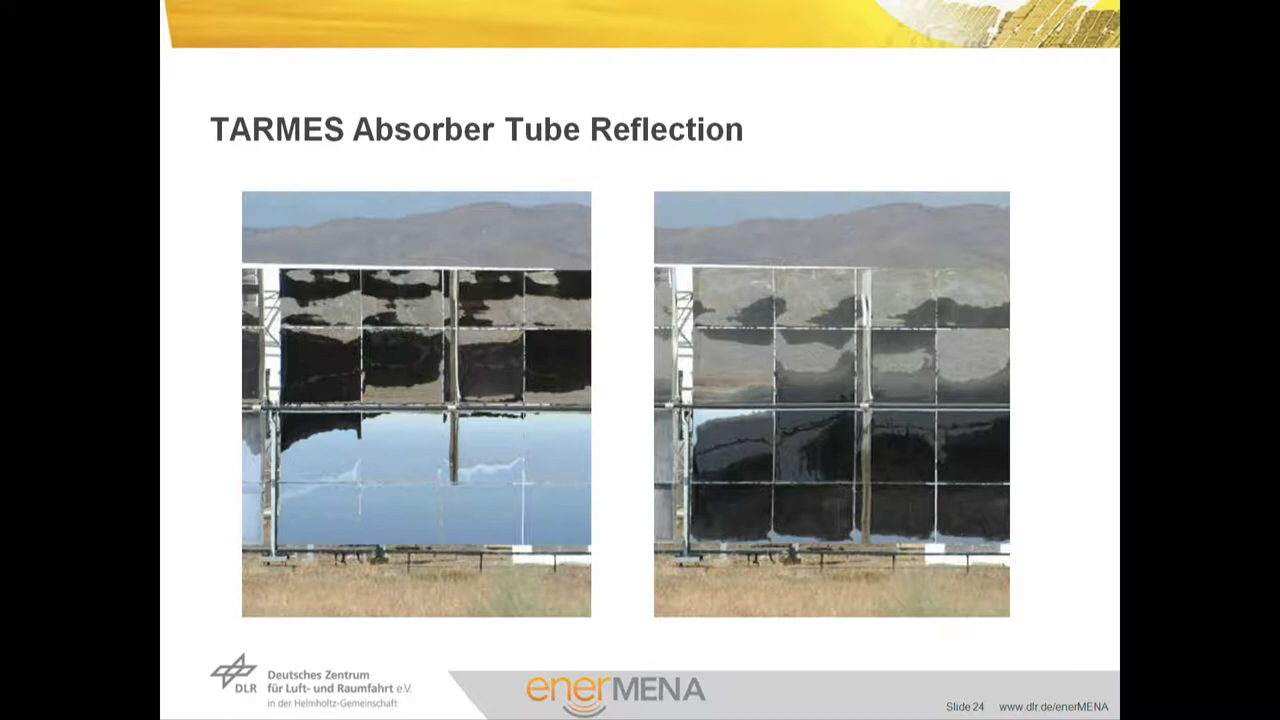 TARMES Absorber Tube Reflection
DLR
Deutsches Zentrum
für Luft- und Raumfahrt e.V.
in der Helmholtz-Gemeinschaft
enerMENA
Slide 24 www.dlr.de/enerMENA